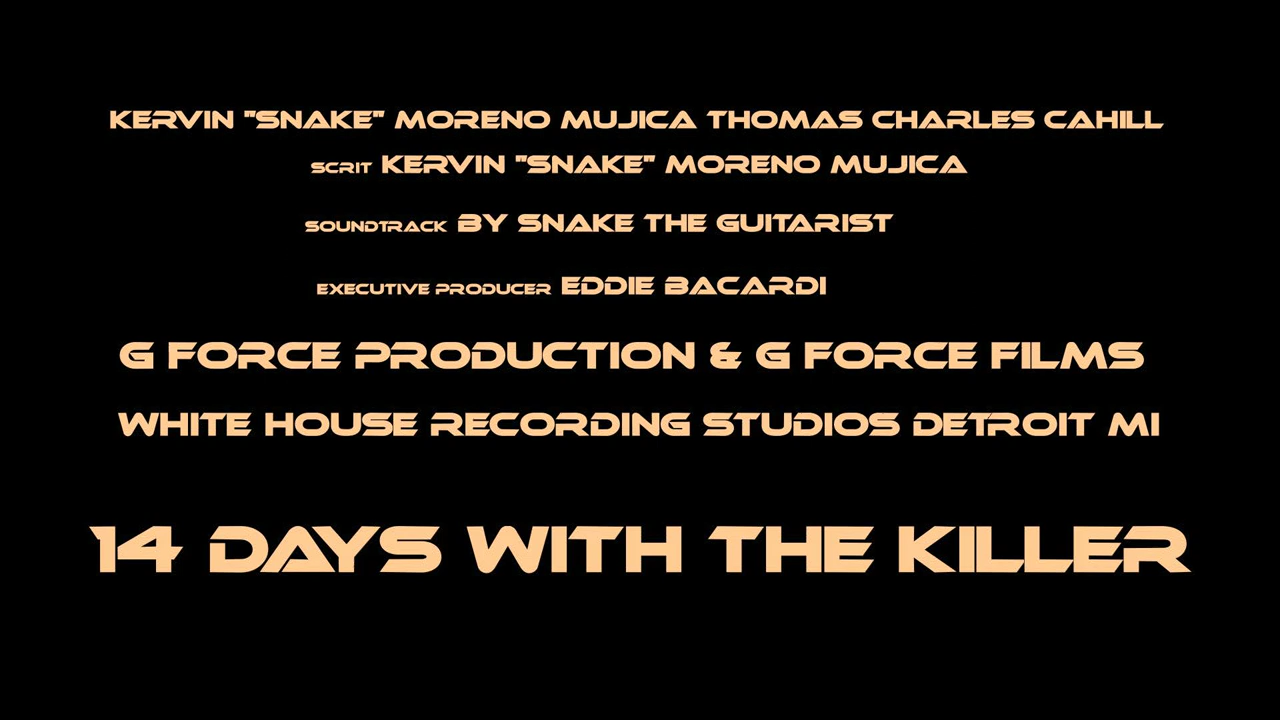 KERVIN "SNAKE" MORENO MUJICA THOMAS CHARLES CAHILL
SCRIT KERVIN "SNAKE" MORENO MUJICA
SOUNDTRACK BY SNAKE THE GUITARIST
EXECUTIVE PRODUCER EDDIE BACARDI
G FORCE PRODUCTION & G FORCE FILMS
WHITE HOUSE RECORDING STUDIOS DETROIT MI
14 DAYS WITH THE KILLER